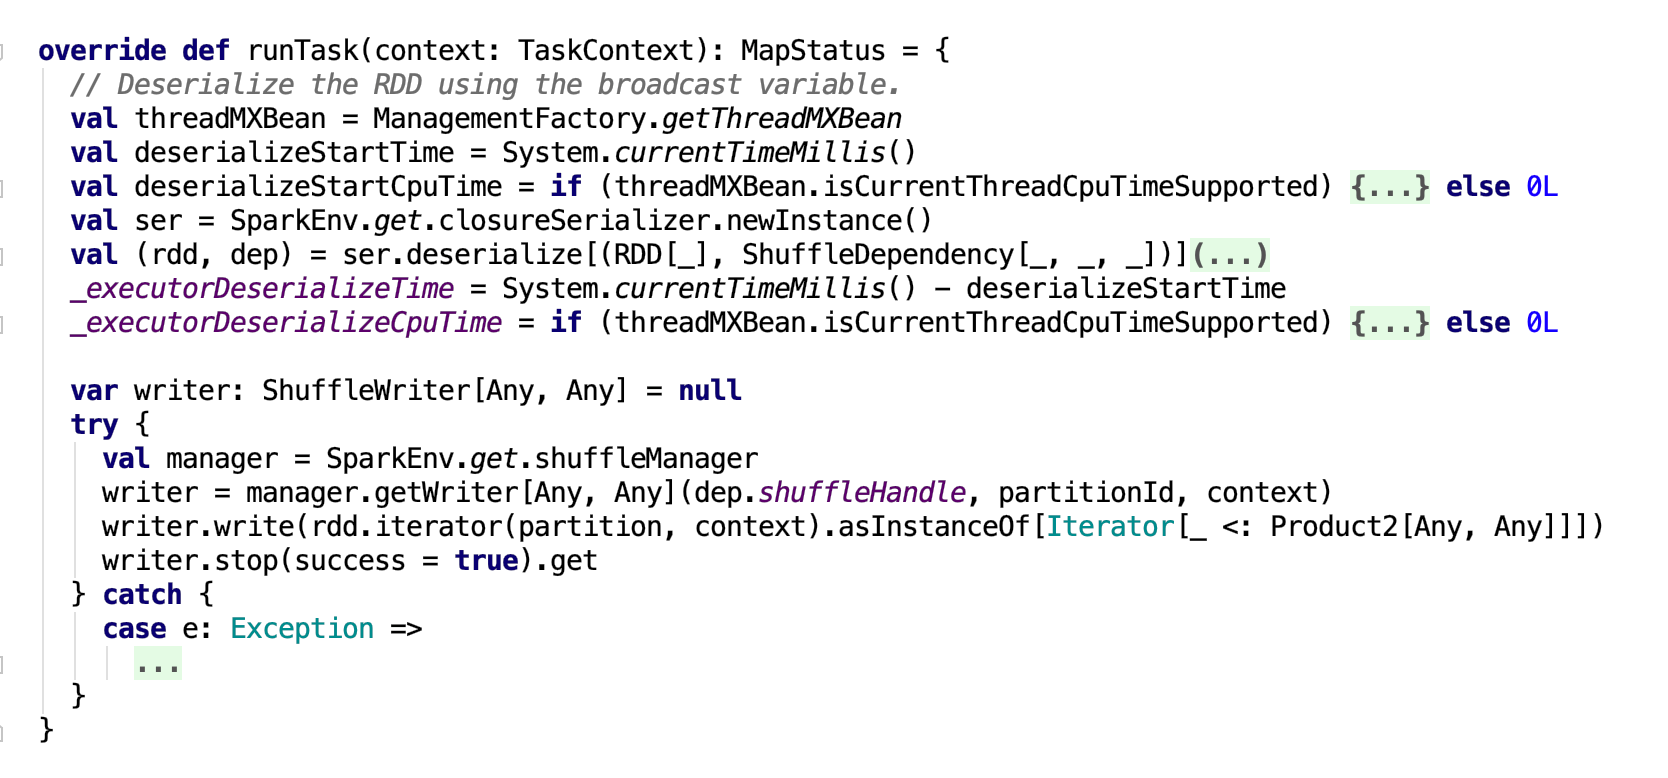 override def runTask(context: TaskContext): MapStatus = {
// Deserialize the RDD using the broadcast variable.
val threadMXBean = ManagementFactory.getThreadMXBean
val deserializeStartTime = System.currentTimeMillis()
val deserializeStartCpuTime = if (threadMXBean.isCurrentThreadCpuTimeSupported) {...} else 0L
val ser = SparkEnv.get.closureSerializer.newInstance()
val (rdd, dep) = ser.deserialize[(RDD[_], ShuffleDependency[_, _, _])](...)
_executorDeserializeTime = System.currentTimeMillis() – deserializeStartTime
_executorDeserializeCpuTime = if (threadMXBean.isCurrentThreadCpuTimeSupported) {...} else 0L
var writer: ShuffleWriter[Any, Any] = null
try {
val manager = SparkEnv.get.shuffleManager
writer = manager.getWriter[Any, Any](dep.shuffleHandle, partitionId, context)
writer.write(rdd.iterator(partition, context).asInstanceOf[Iterator[_ <: Product2[Any, Any]]])
writer.stop(success = true).get
} catch {
case e: Exception =>
...
}
}